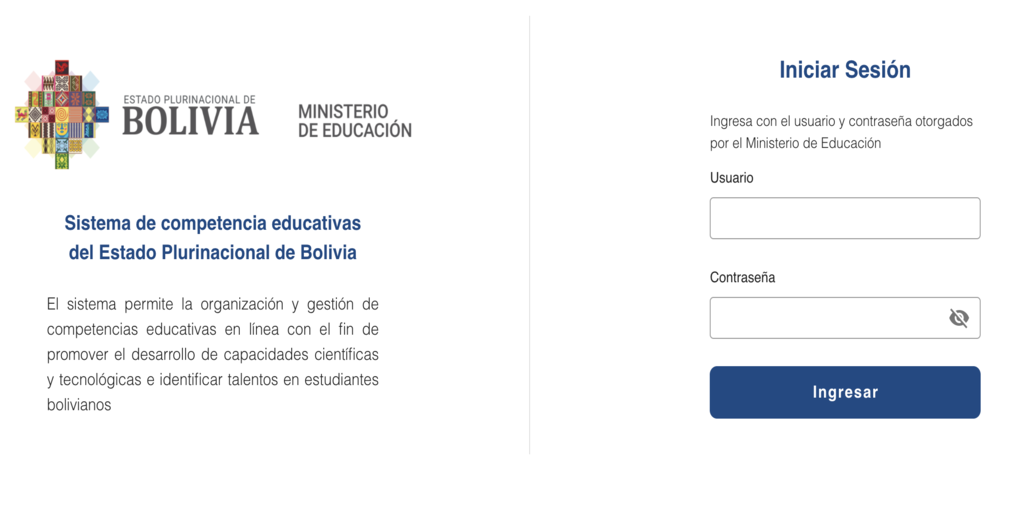 ESTADO PLURINACIONAL DE
BOLIVIA
MINISTERIO
DE EDUCACIÓN
Sistema de competencia educativas
del Estado Plurinacional de Bolivia
El sistema permite la organización y gestión de
competencias educativas en línea con el fin de
promover el desarrollo de capacidades científicas
y tecnológicas e identificar talentos en estudiantes
bolivianos
Iniciar Sesión
Ingresa con el usuario y contraseña otorgados
por el Ministerio de Educación
Usuario
Contraseña
Ingresar